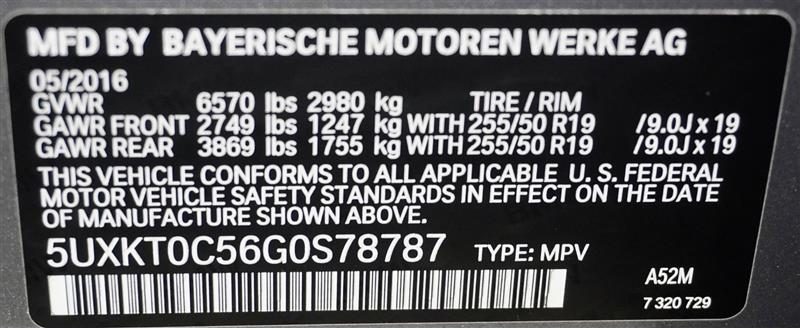 MFD BY BAYERISCHE MOTOREN WERKE AG
05/2016
GVWR 6570 lbs 2980 kg TIRE / RIM
GAWR FRONT 2749 lbs 1247 kg WITH 255/50 R19 /9.0J x 19
GAWR REAR 3869 lbs 1755 kg WITH 255/50 R19 /9.0J x 19
THIS VEHICLE CONFORMS TO ALL APPLICABLE U. S. FEDERAL
MOTOR VEHICLE SAFETY STANDARDS IN EFFECT ON THE DATE
OF MANUFACTURE SHOWN ABOVE.
5UXKT0C56G0S78787 TYPE: MPV
A52M
7 320 729